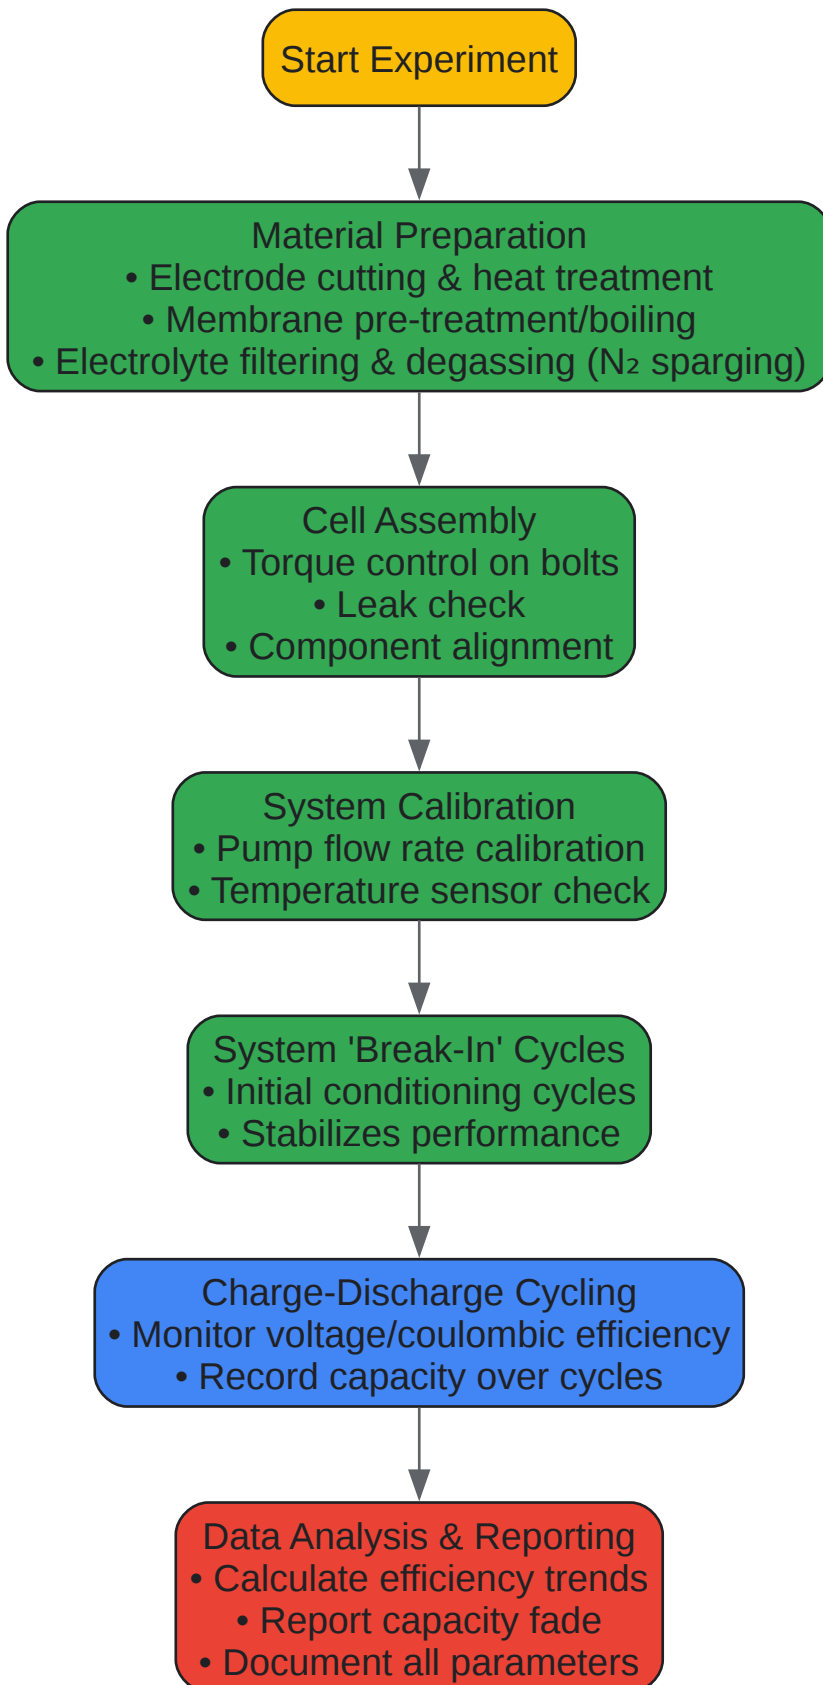 Start Experiment
Material Preparation
• Electrode cutting & heat treatment
• Membrane pre-treatment/boiling
• Electrolyte filtering & degassing (N₂ sparging)
Cell Assembly
• Torque control on bolts
• Leak check
• Component alignment
System Calibration
• Pump flow rate calibration
• Temperature sensor check
System 'Break-In' Cycles
• Initial conditioning cycles
• Stabilizes performance
Charge-Discharge Cycling
• Monitor voltage/coulombic efficiency
• Record capacity over cycles
Data Analysis & Reporting
• Calculate efficiency trends
• Report capacity fade
• Document all parameters